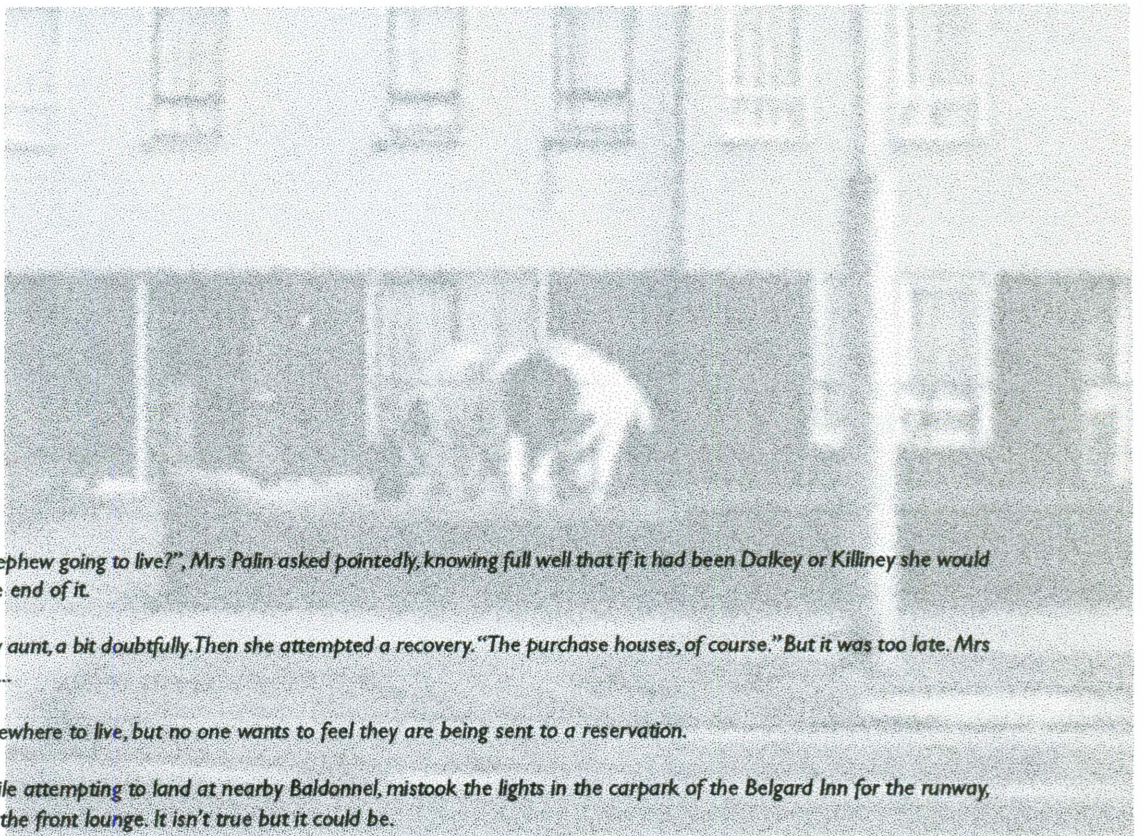 ephew going to live?", Mrs Palin asked pointedly, knowing full well that if it had been Dalkey or Killiney she would
end of it.
aunt, a bit doubtfully. Then she attempted a recovery. "The purchase houses, of course." But it was too late. Mrs
...
ewhere to live, but no one wants to feel they are being sent to a reservation.
ile attempting to land at nearby Baldonnel, mistook the lights in the carpark of the Belgard Inn for the runway,
the front lounge. It isn't true but it could be.